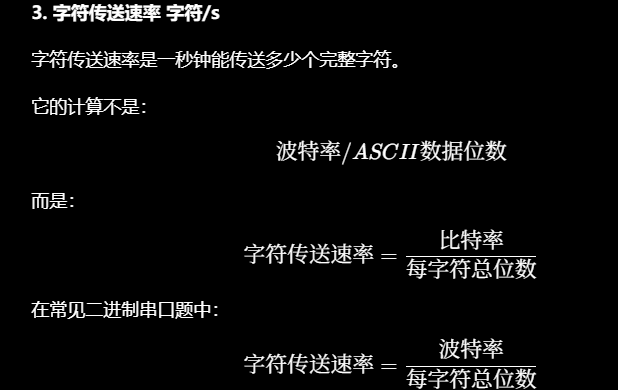 3. 字符传送速率 字符/s
字符传送速率是一秒钟能传送多少个完整字符。
它的计算不是：
波特率/ASCII数据位数
而是：
字符传送速率 = 比特率/每字符总位数
在常见二进制串口题中：
字符传送速率 = 波特率/每字符总位数